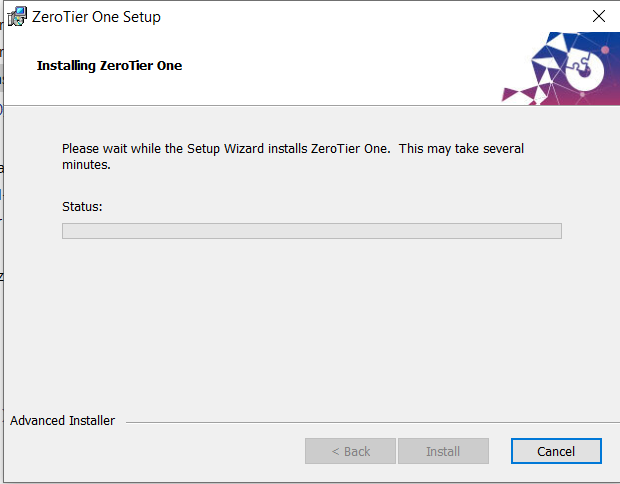 ZeroTier One Setup
Installing ZeroTier One
Please wait while the Setup Wizard installs ZeroTier One.  This may take several
minutes.
Status:
Advanced Installer
< Back
Install
Cancel